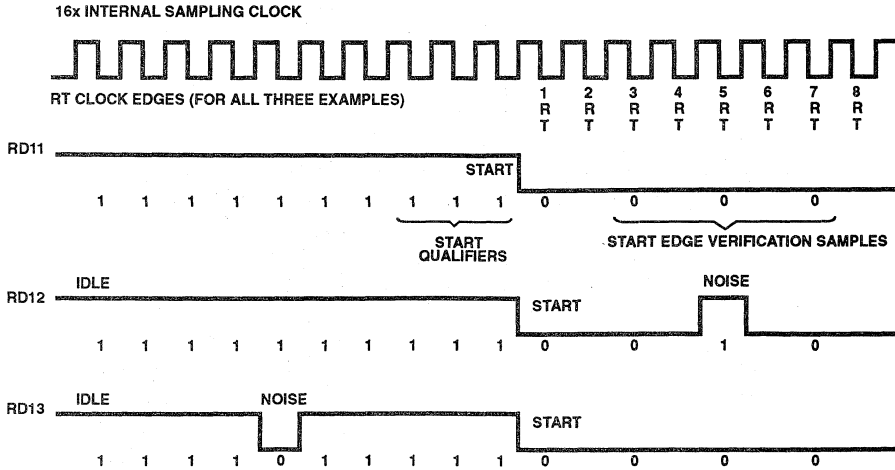 16x INTERNAL SAMPLING CLOCK
RT CLOCK EDGES (FOR ALL THREE EXAMPLES)
1 2 3 4 5 6 7 8
R R R R R R R R
T T T T T T T T
RD11
START
1 1 1 1 1 1 1 1 1 1 0 0 0 0
START
QUALIFIERS
START EDGE VERIFICATION SAMPLES
IDLE
NOISE
RD12
START
1 1 1 1 1 1 1 1 1 1 0 0 1 0
IDLE
NOISE
RD13
START
1 1 1 1 0 1 1 1 1 1 0 0 0 0